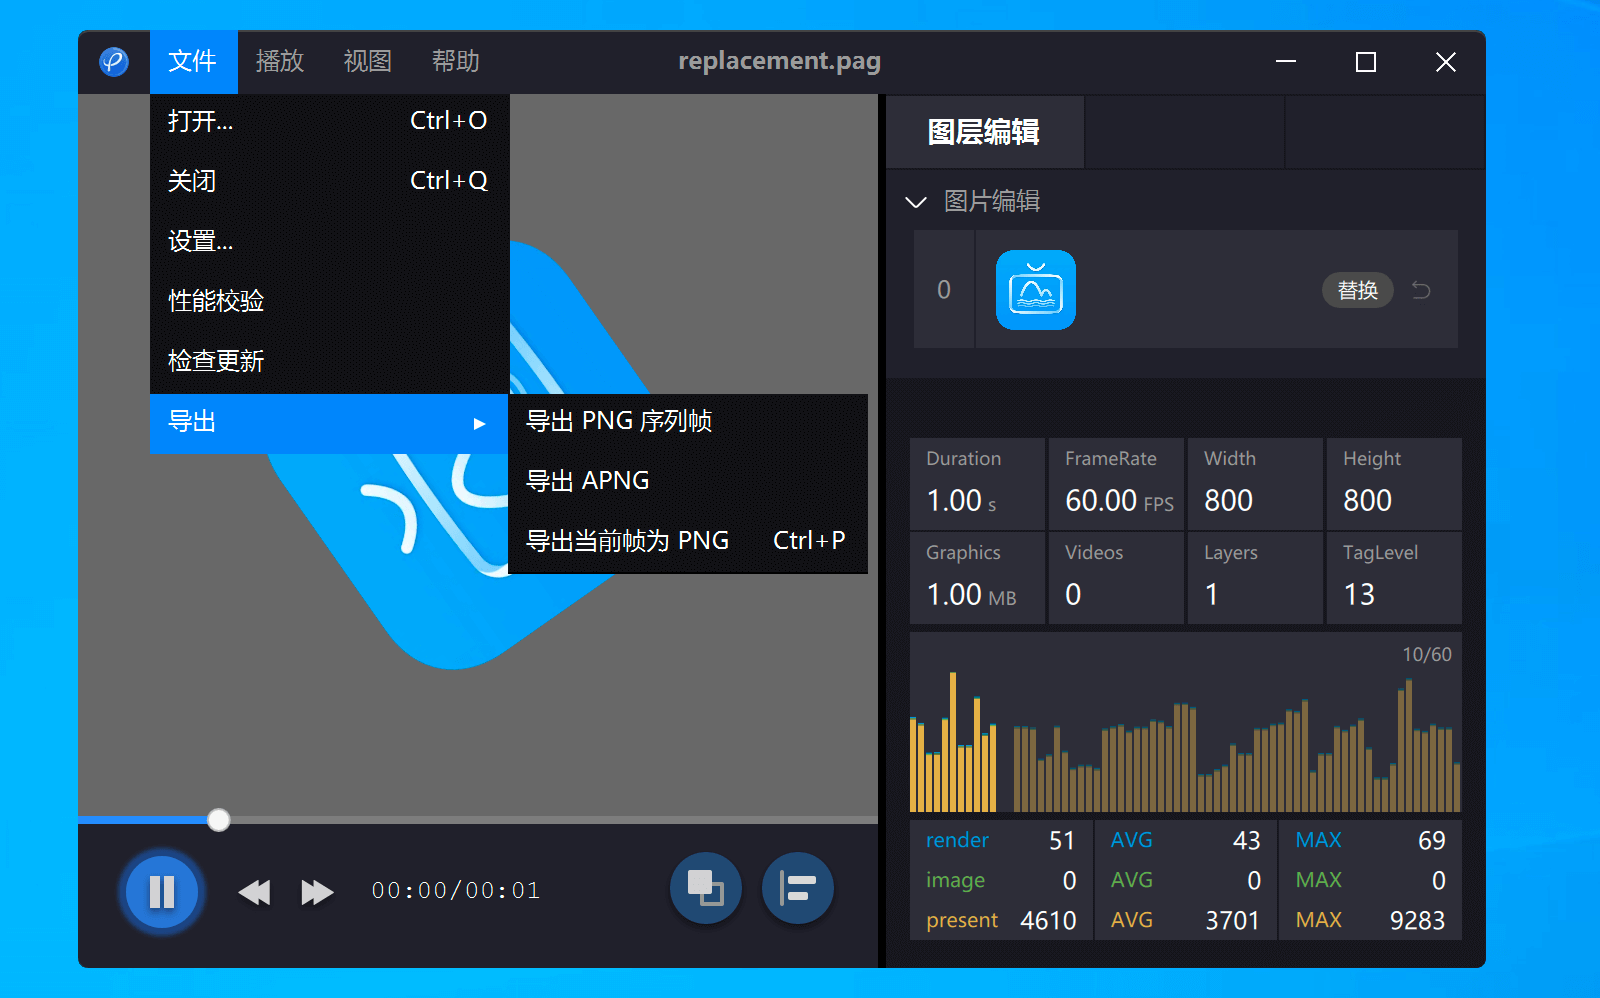 文件 播放 视图 帮助 replacement.pag
打开... Ctrl+O
关闭 Ctrl+Q
设置...
性能校验
检查更新
导出
导出 PNG 序列帧
导出 APNG
导出当前帧为 PNG Ctrl+P
00:00/00:01
图层编辑
图片编辑
0 替换
Duration FrameRate Width Height
1.00 s 60.00 FPS 800 800
Graphics Videos Layers TagLevel
1.00 MB 0 1 13
10/60
render 51 AVG 43 MAX 69
image 0 AVG 0 MAX 0
present 4610 AVG 3701 MAX 9283